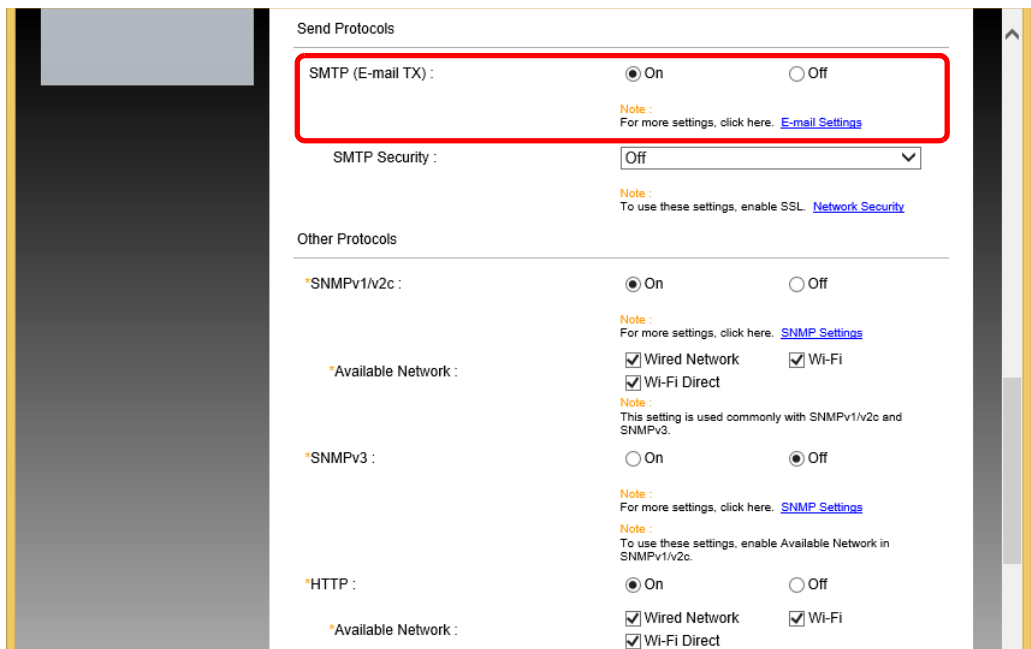 Send Protocols
SMTP (E-mail TX) : On Off
Note :
For more settings, click here. E-mail Settings
SMTP Security : Off
Note :
To use these settings, enable SSL. Network Security
Other Protocols
*SNMPv1/v2c : On Off
Note :
For more settings, click here. SNMP Settings
*Available Network : Wired Network Wi-Fi
Wi-Fi Direct
Note :
This setting is used commonly with SNMPv1/v2c and
SNMPv3.
*SNMPv3 : On Off
Note :
For more settings, click here. SNMP Settings
Note :
To use these settings, enable Available Network in
SNMPv1/v2c.
*HTTP : On Off
*Available Network : Wired Network Wi-Fi
Wi-Fi Direct